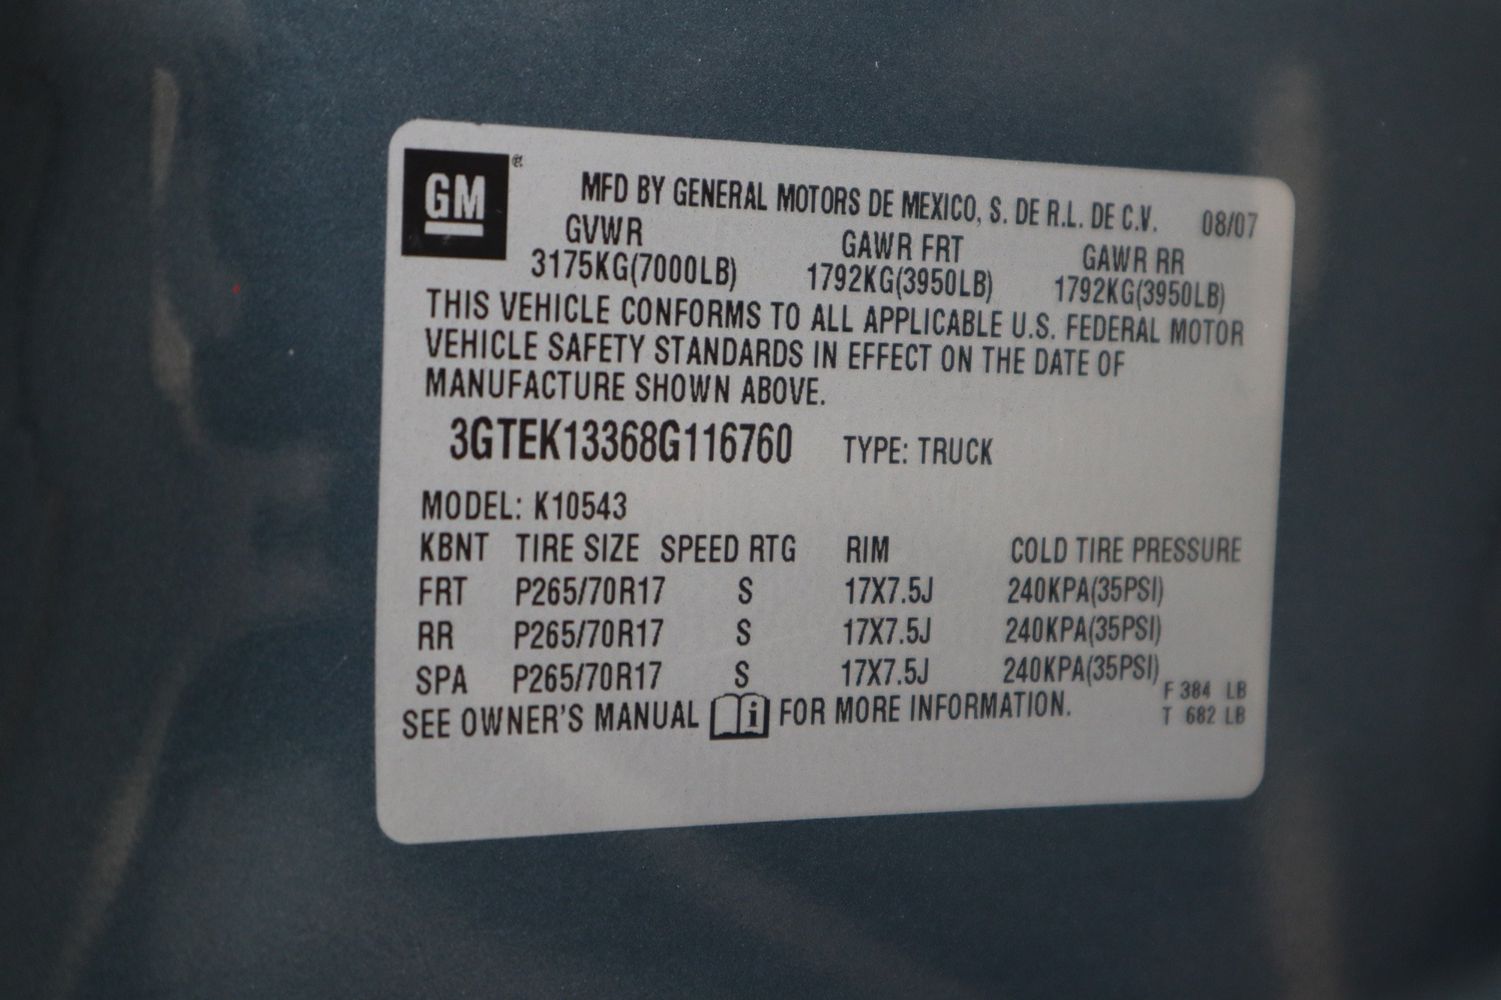 GM®
MFD BY GENERAL MOTORS DE MEXICO, S. DE R.L. DE C.V. 08/07
GVWR GAWR FRT GAWR RR
3175KG(7000LB) 1792KG(3950LB) 1792KG(3950LB)
THIS VEHICLE CONFORMS TO ALL APPLICABLE U.S. FEDERAL MOTOR
VEHICLE SAFETY STANDARDS IN EFFECT ON THE DATE OF
MANUFACTURE SHOWN ABOVE.
3GTEK13368G116760 TYPE: TRUCK
MODEL: K10543
KBNT TIRE SIZE SPEED RTG RIM COLD TIRE PRESSURE
FRT P265/70R17 S 17X7.5J 240KPA(35PSI)
RR P265/70R17 S 17X7.5J 240KPA(35PSI)
SPA P265/70R17 S 17X7.5J 240KPA(35PSI)
F 384 LB
SEE OWNER'S MANUAL i FOR MORE INFORMATION. T 682 LB